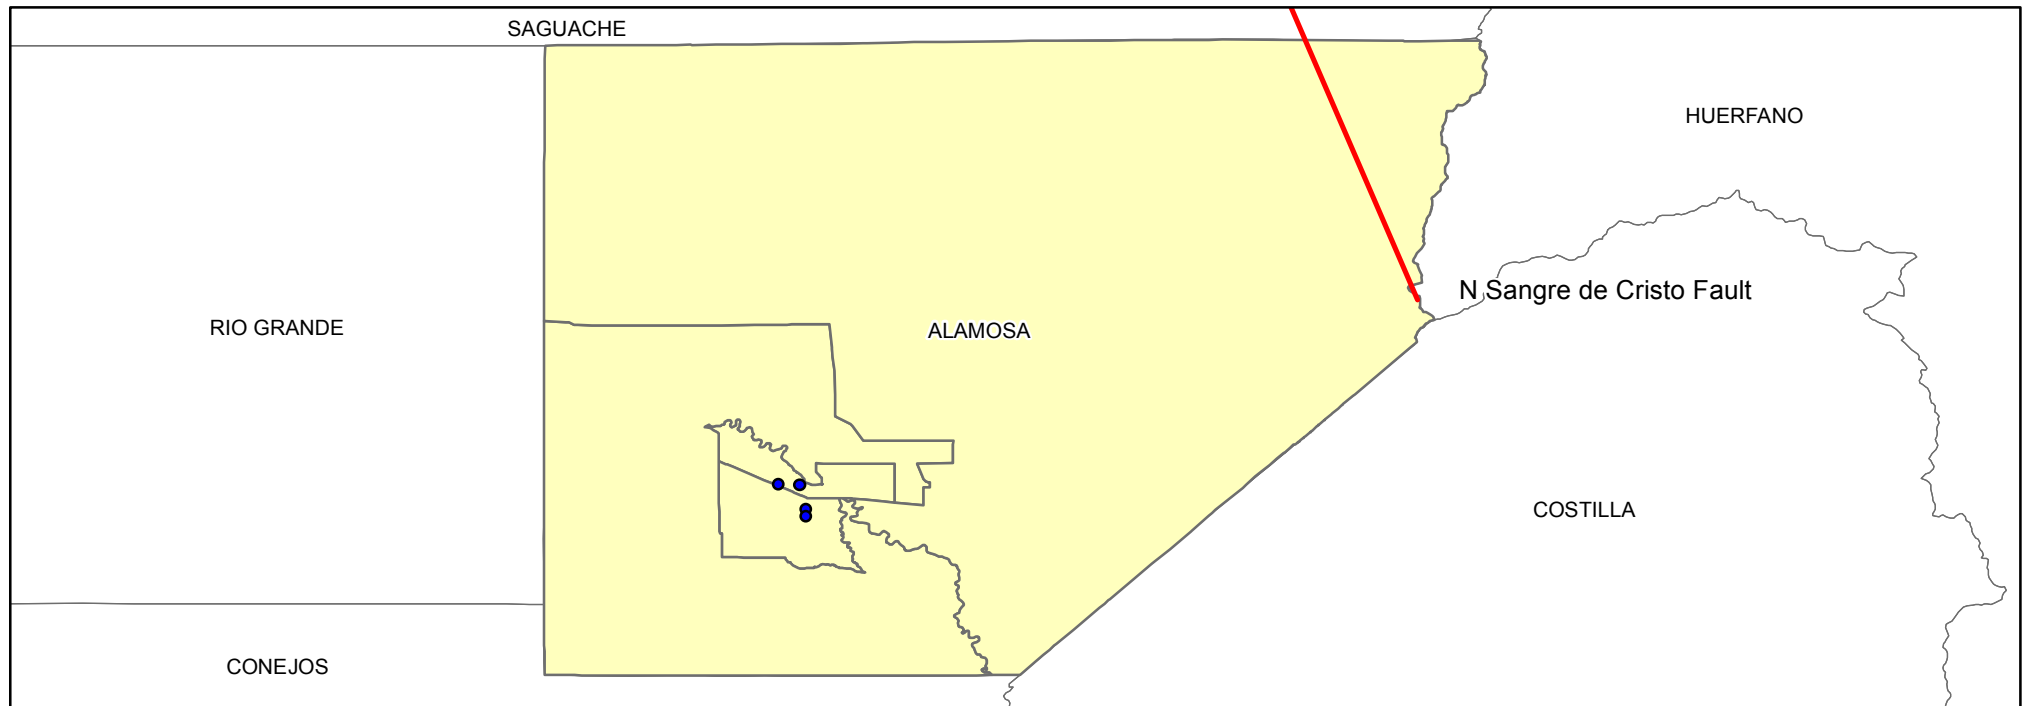 SAGUACHE
HUERFANO
N Sangre de Cristo Fault
RIO GRANDE
ALAMOSA
COSTILLA
CONEJOS